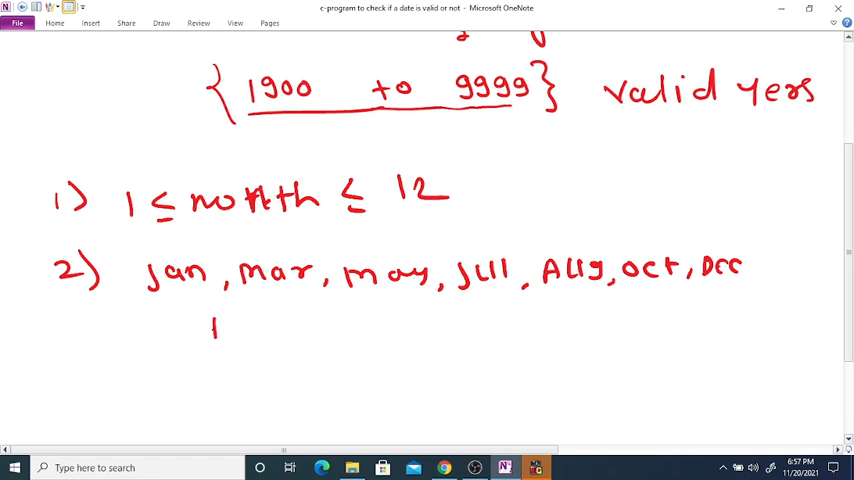 c-program to check if a date is valid or not - OneNote
File Home Insert Share Draw Review View Pages
{1900 to 9999} valid yers
1) 1 ≤ month ≤ 12
2) Jan, Mar, may, Jul, Aug, oct, Dec
1
Type here to search
6:57 PM
11/20/2021